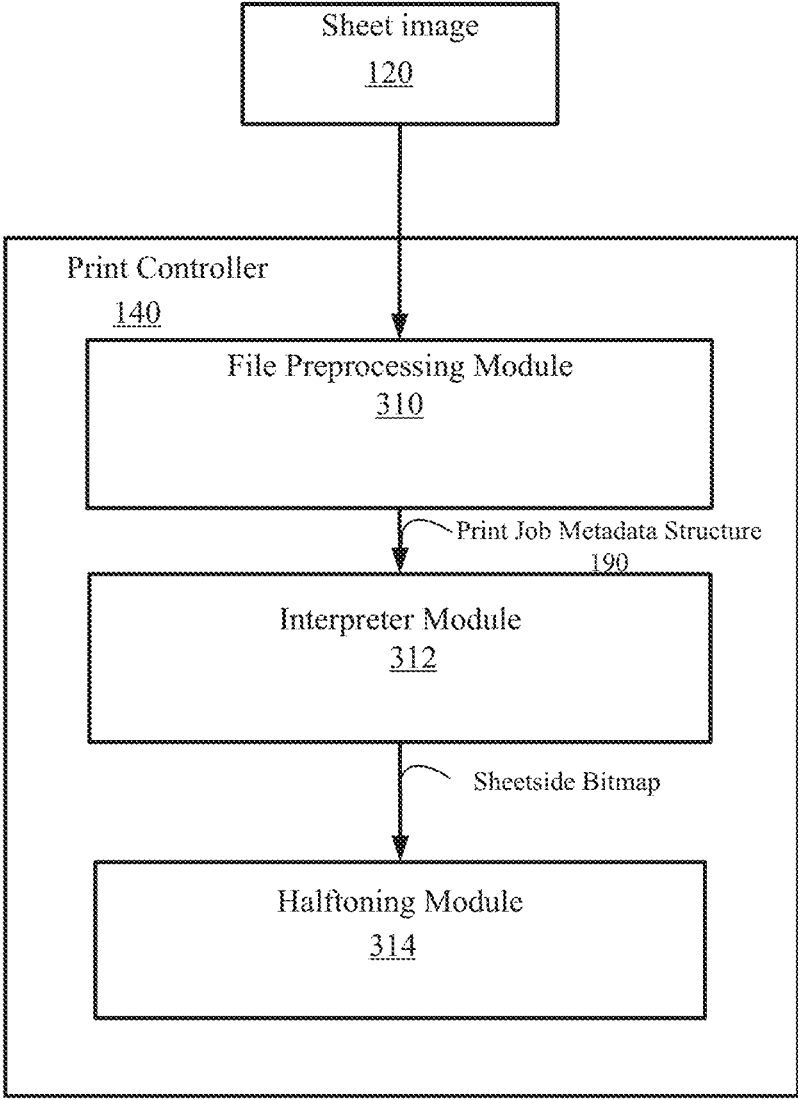 Sheet image
120
Print Controller
140
File Preprocessing Module
310
Print Job Metadata Structure
190
Interpreter Module
312
Sheetside Bitmap
Halftoning Module
314